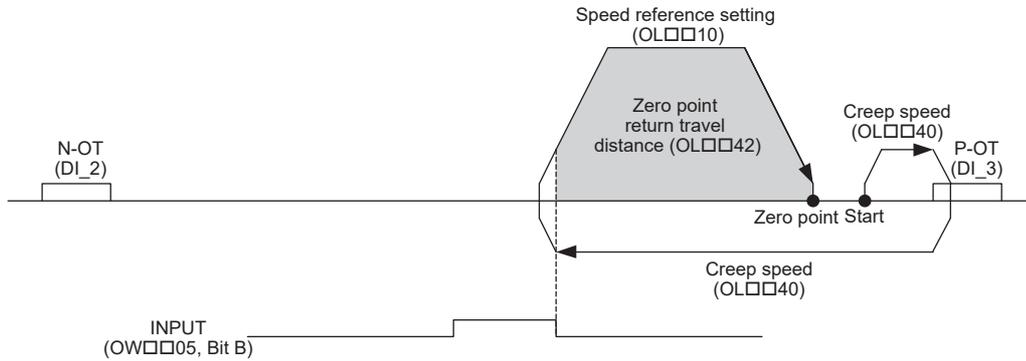 Speed reference setting
(OL□□10)
Zero point
return travel
distance (OL□□42)
Creep speed
(OL□□40)
N-OT
(DI_2)
P-OT
(DI_3)
Zero point
Start
Creep speed
(OL□□40)
INPUT
(OW□□05, Bit B)